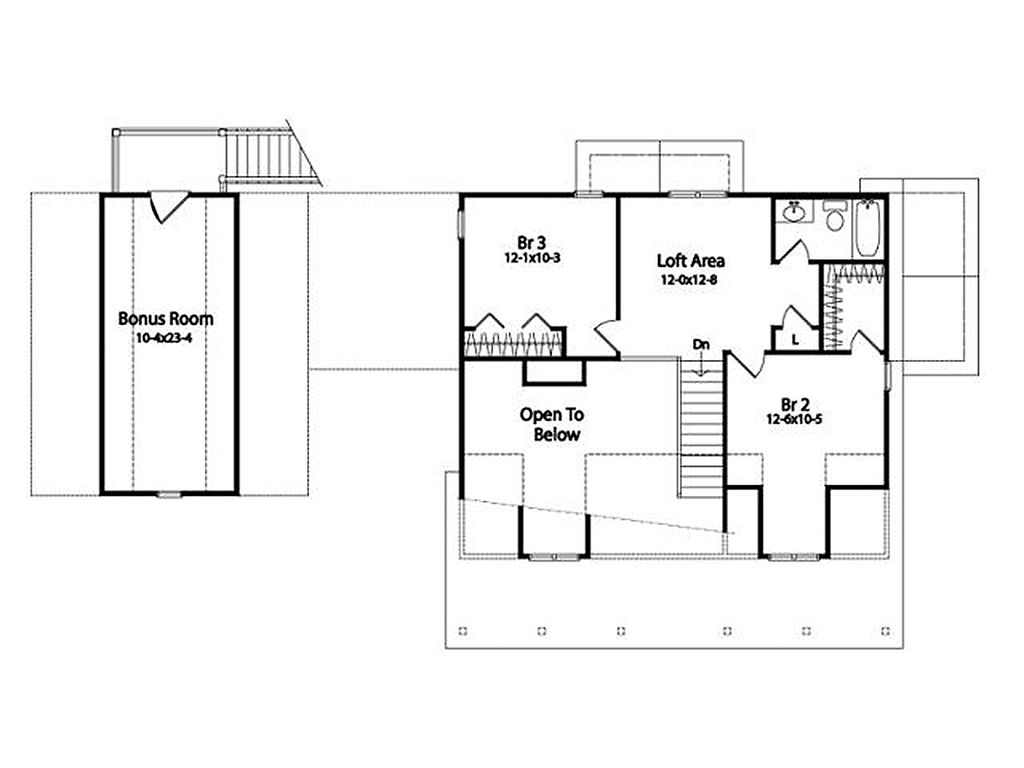 Br 3
12-1x10-3
Loft Area
12-0x12-8
Bonus Room
10-4x23-4
L
Dn
Br 2
12-6x10-5
Open To
Below